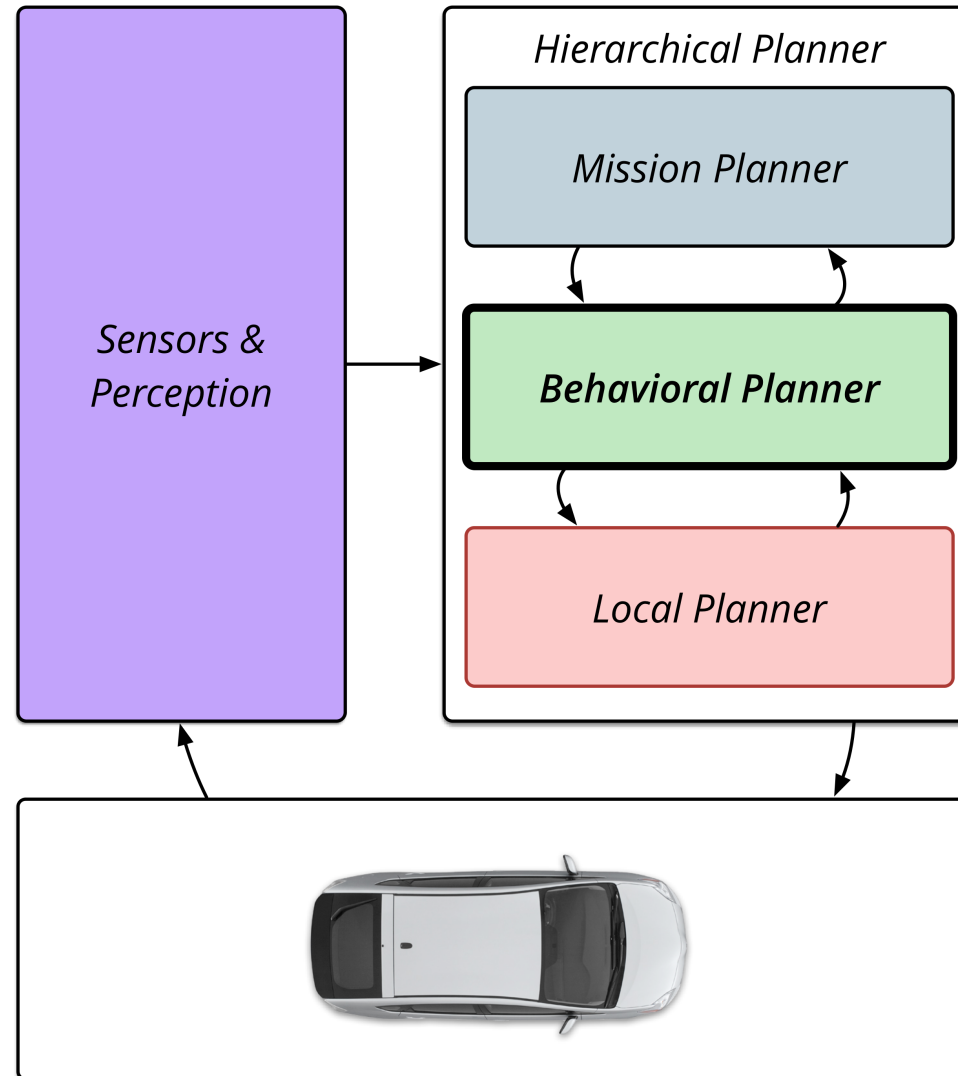 Hierarchical Planner
Mission Planner
Sensors &
Perception
Behavioral Planner
Local Planner